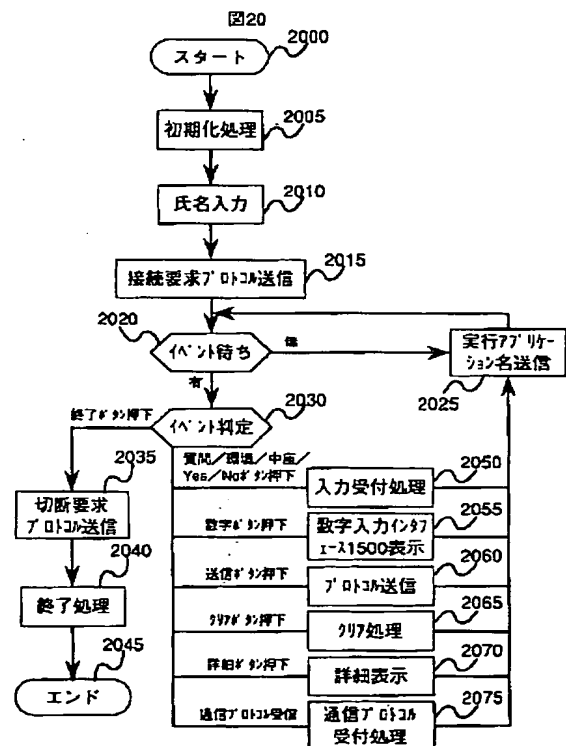 図20
スタート
2000
初期化処理
2005
氏名入力
2010
接続要求プロトコル送信
2015
2020
イベント待ち
実行アプリケー
ション名送信
2025
有
イベント判定
2030
終了ボタン押下
2035
切断要求
プロトコル送信
2040
終了処理
2045
エンド
質問/環境/中座/
Yes/Noボタン押下
入力受付処理
2050
数字ボタン押下
数字入力インタフ
ェース1500表示
2055
送信ボタン押下
プロトコル送信
2060
クリアボタン押下
クリア処理
2065
詳細ボタン押下
詳細表示
2070
通信プロトコル受信
通信プロトコル
受付処理
2075